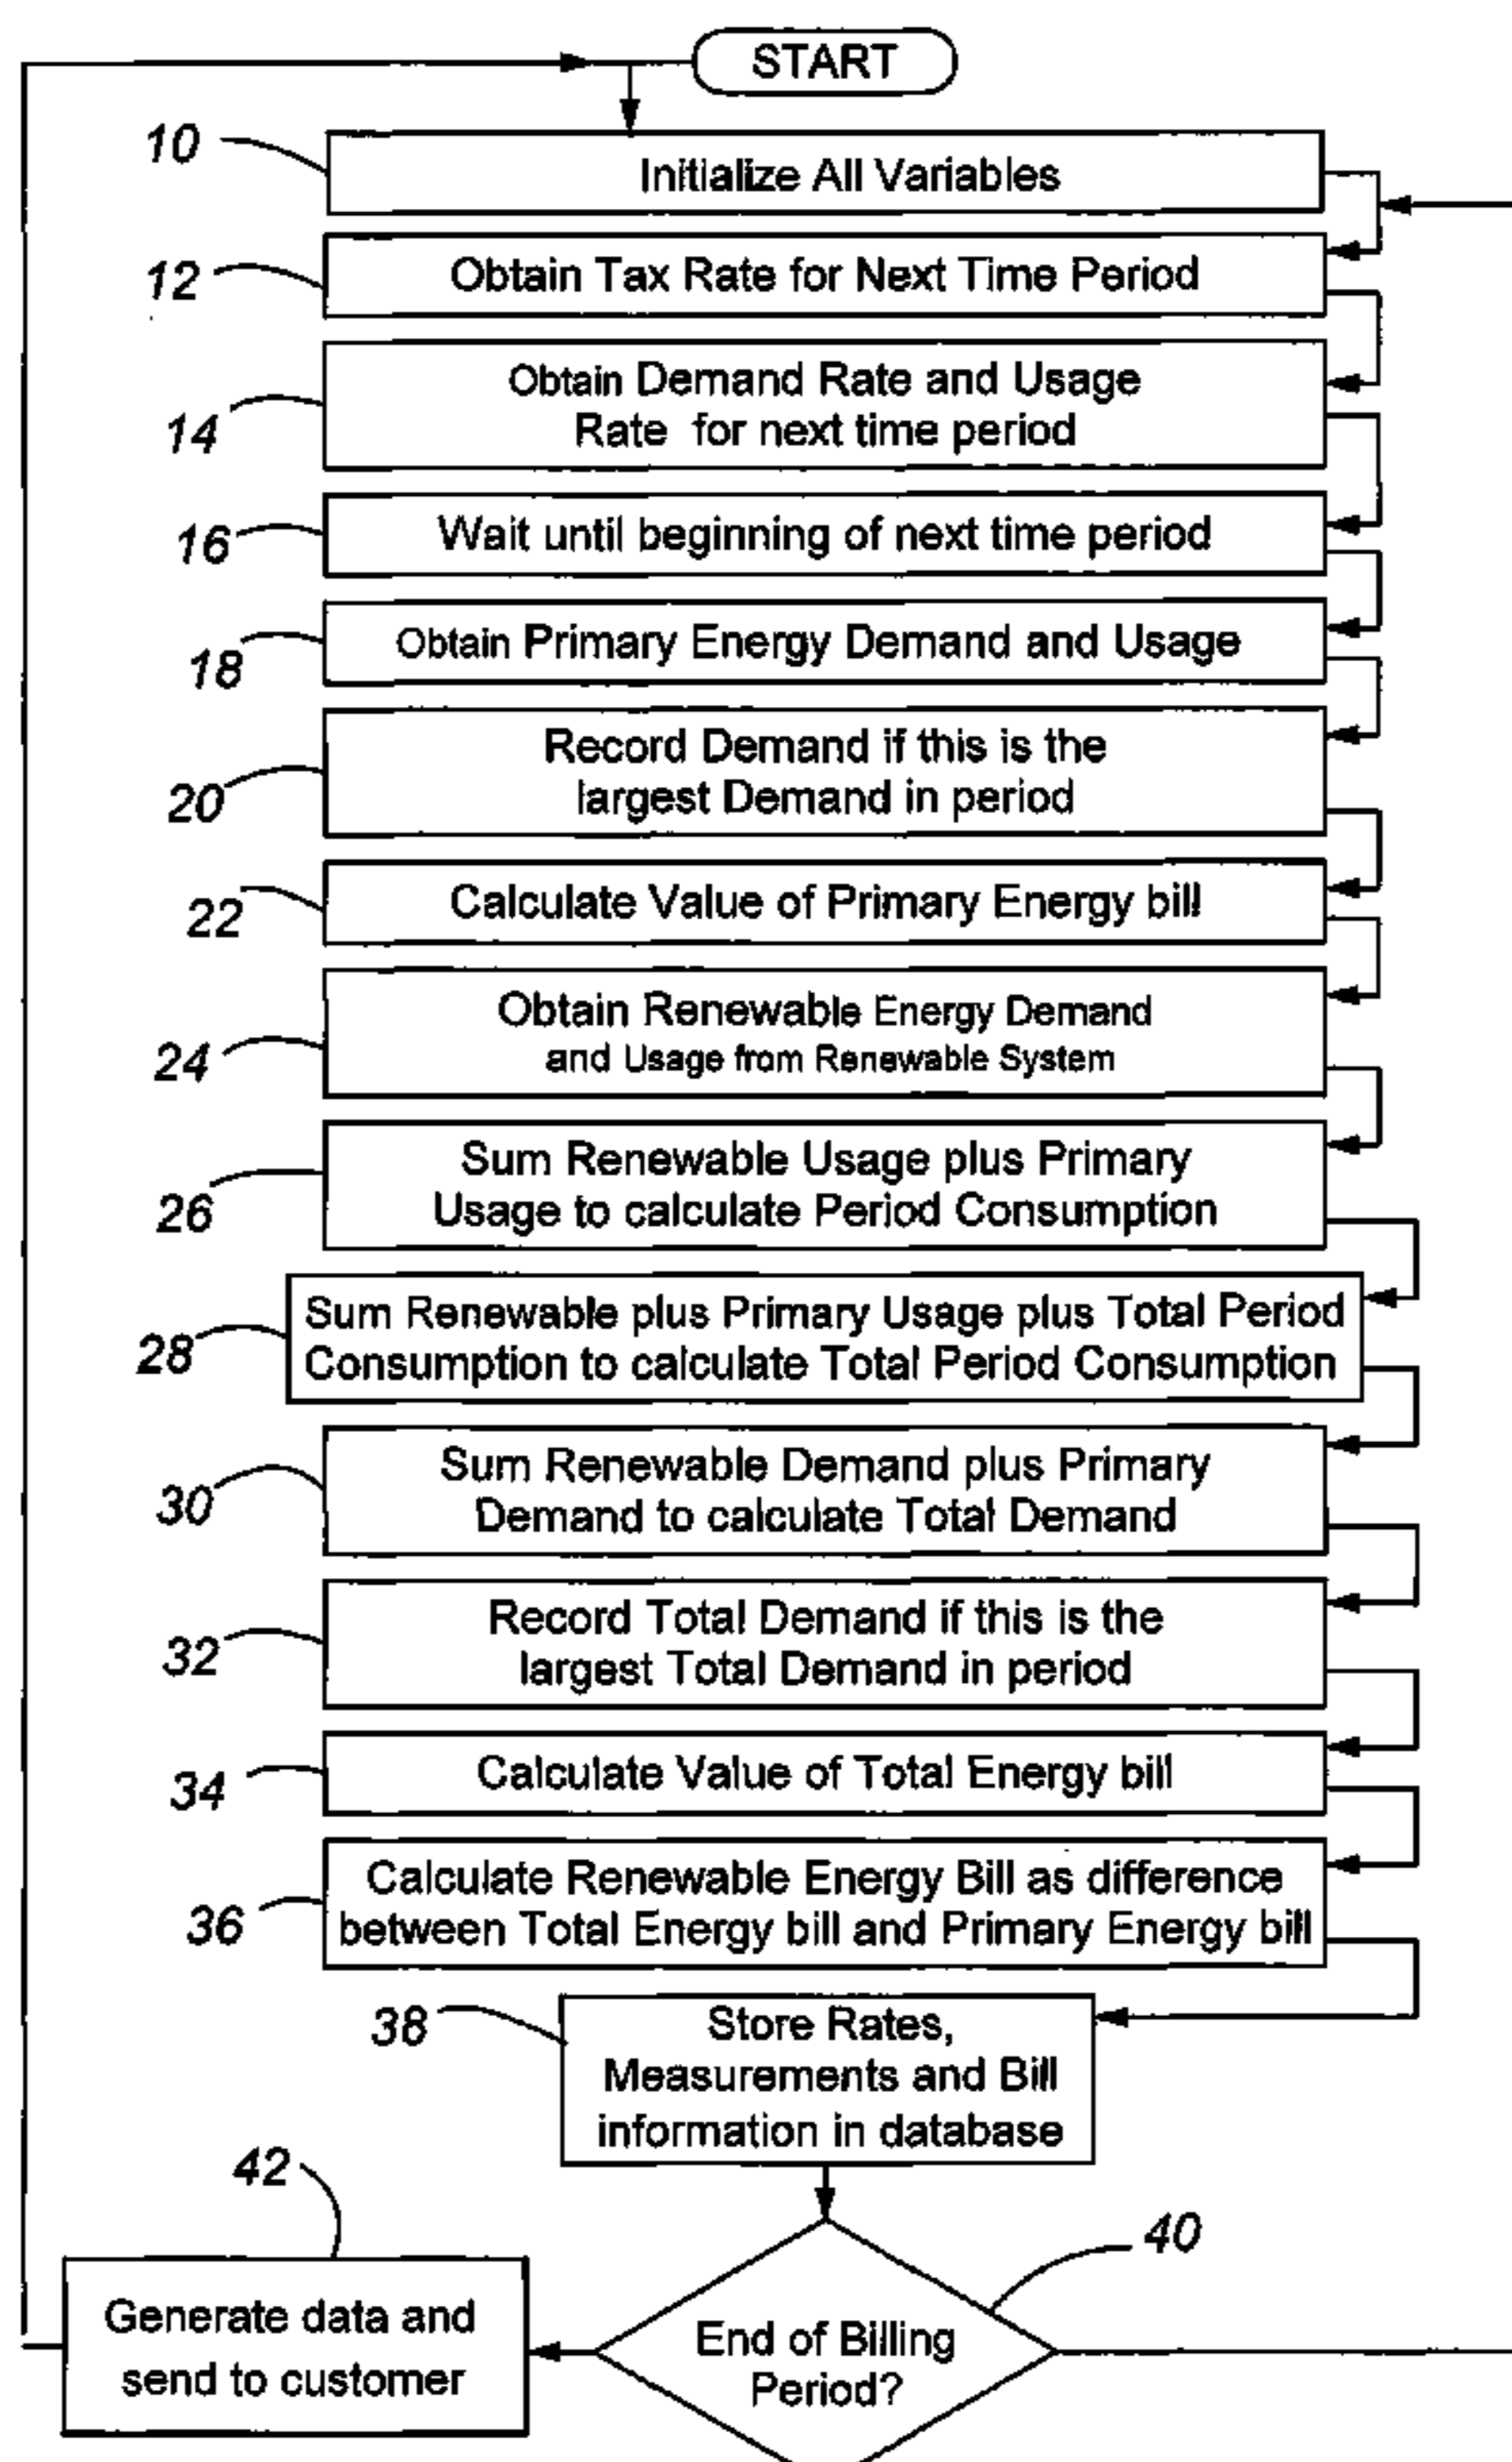 START
10
Initialize All Variables
12
Obtain Tax Rate for Next Time Period
14
Obtain Demand Rate and Usage
Rate for next time period
16
Wait until beginning of next time period
18
Obtain Primary Energy Demand and Usage
20
Record Demand if this is the
largest Demand in period
22
Calculate Value of Primary Energy bill
24
Obtain Renewable Energy Demand
and Usage from Renewable System
26
Sum Renewable Usage plus Primary
Usage to calculate Period Consumption
28
Sum Renewable plus Primary Usage plus Total Period
Consumption to calculate Total Period Consumption
30
Sum Renewable Demand plus Primary
Demand to calculate Total Demand
32
Record Total Demand if this is the
largest Total Demand in period
34
Calculate Value of Total Energy bill
36
Calculate Renewable Energy Bill as difference
between Total Energy bill and Primary Energy bill
38
Store Rates,
Measurements and Bill
information in database
42
Generate data and
send to customer
40
End of Billing
Period?